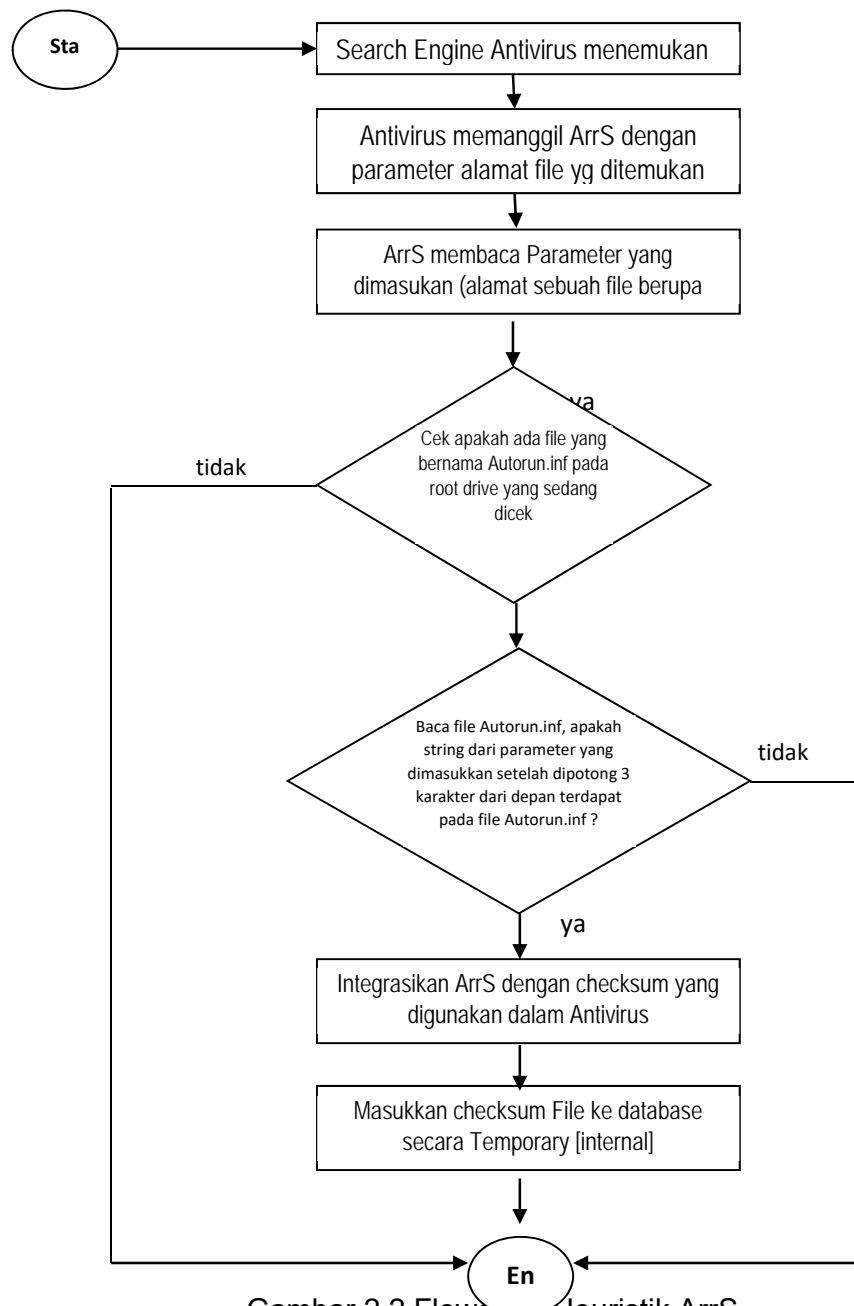 Sta
Search Engine Antivirus menemukan
Antivirus memanggil ArrS dengan
parameter alamat file yg ditemukan
ArrS membaca Parameter yang
dimasukan (alamat sebuah file berupa
ya
Cek apakah ada file yang
bernama Autorun.inf pada
root drive yang sedang
dicek
tidak
Baca file Autorun.inf, apakah
string dari parameter yang
dimasukkan setelah dipotong 3
karakter dari depan terdapat
pada file Autorun.inf ?
tidak
ya
Integrasikan ArrS dengan checksum yang
digunakan dalam Antivirus
Masukkan checksum File ke database
secara Temporary [internal]
En
Gambar 2.2 ArrS